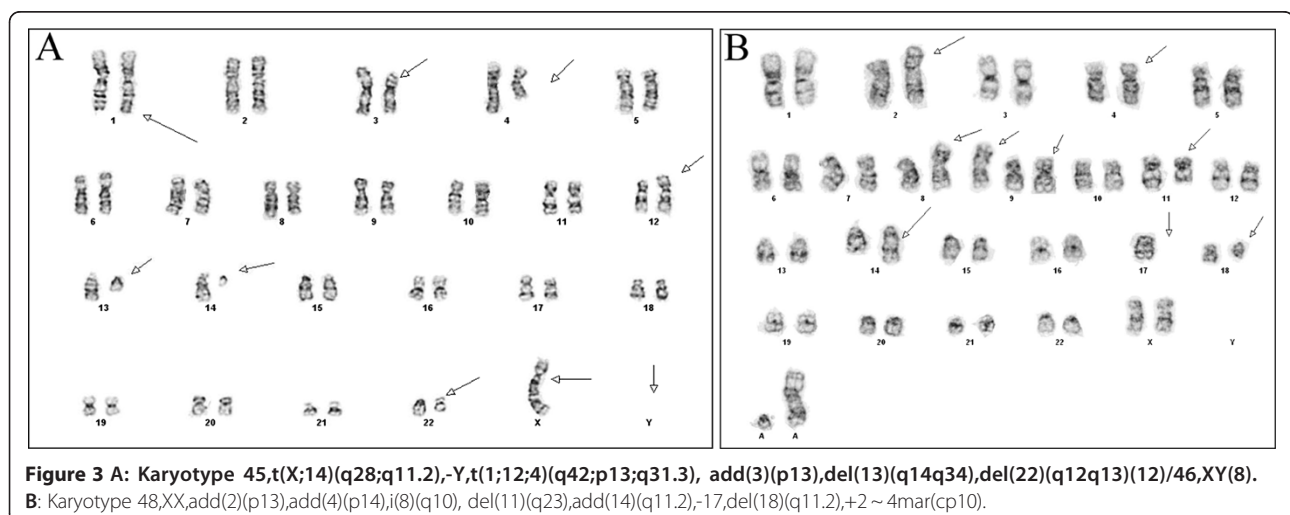 A B
1 2 3 4 5
1 2 3 4 5
6 7 8 9 10 11 12
6 7 8 9 10 11 12
13 14 15 16 17 18
13 14 15 16 17 18
19 20 21 22 X Y
19 20 21 22 X Y
A A
Figure 3 A: Karyotype 45,t(X;14)(q28;q11.2),-Y,t(1;12;4)(q42;p13;q31.3), add(3)(p13),del(13)(q14q34),del(22)(q12q13)(12)/46,XY(8).
B: Karyotype 48,XX,add(2)(p13),add(4)(p14),i(8)(q10), del(11)(q23),add(14)(q11.2),-17,del(18)(q11.2),+2 ~ 4mar(cp10).